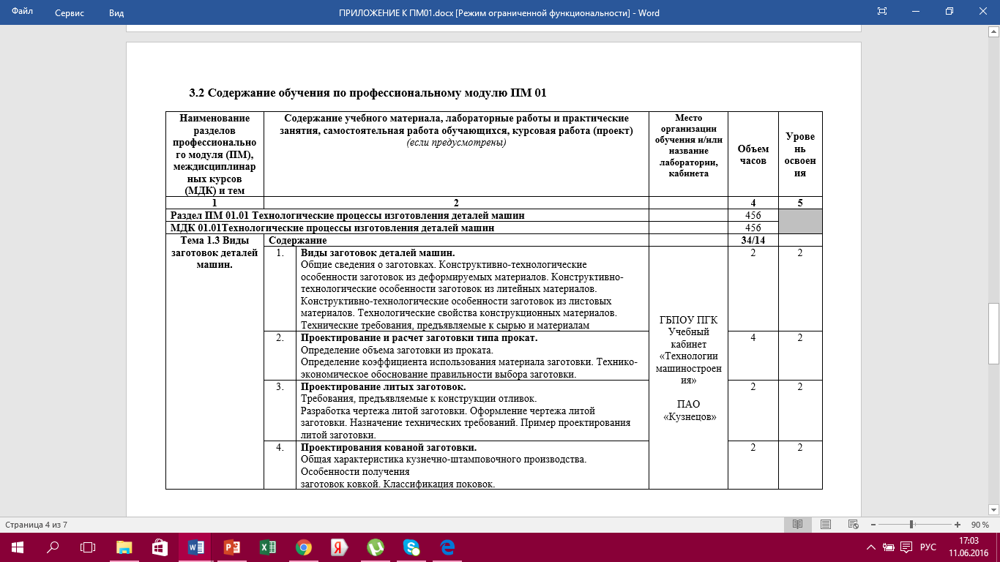 Файл
Сервис
Вид
ПРИЛОЖЕНИЕ К ПМ01.docx [Режим ограниченной функциональности] - Word
3.2 Содержание обучения по профессиональному модулю ПМ 01
Наименование
разделов
профессионально
го модуля (ПМ),
междисциплинар
ных курсов
(МДК) и тем
Содержание учебного материала, лабораторные работы и практические
занятия, самостоятельная работа обучающихся, курсовая работа (проект)
(если предусмотрены)
Место
организации
обучения и/или
название
лаборатории,
кабинета
Объем
часов
Урове
нь
освоен
ия
1
2
4
5
Раздел ПМ 01.01 Технологические процессы изготовления деталей машин
456
МДК 01.01Технологические процессы изготовления деталей машин
456
Тема 1.3 Виды
заготовок деталей
машин.
Содержание
34/14
1.
Виды заготовок деталей машин.
Общие сведения о заготовках. Конструктивно-технологические
особенности заготовок из деформируемых материалов. Конструктивно-
технологические особенности заготовок из литейных материалов.
Конструктивно-технологические особенности заготовок из листовых
материалов. Технологические свойства конструкционных материалов.
Технические требования, предъявляемые к сырью и материалам
ГБПОУ ПГК
Учебный
кабинет
«Технологии
машиностроен
ия»
ПАО
«Кузнецов»
2
2
2.
Проектирование и расчет заготовки типа прокат.
Определение объема заготовки из проката.
Определение коэффициента использования материала заготовки. Технико-
экономическое обоснование правильности выбора заготовки.
4
2
3.
Проектирование литых заготовок.
Требования, предъявляемые к конструкции отливок.
Разработка чертежа литой заготовки. Оформление чертежа литой
заготовки. Назначение технических требований. Пример проектирования
литой заготовки.
2
2
4.
Проектирования кованой заготовки.
Общая характеристика кузнечно-штамповочного производства.
Особенности получения
заготовок ковкой. Классификация поковок.
2
2
Страница 4 из 7
90 %
РУС
17:03
11.06.2016